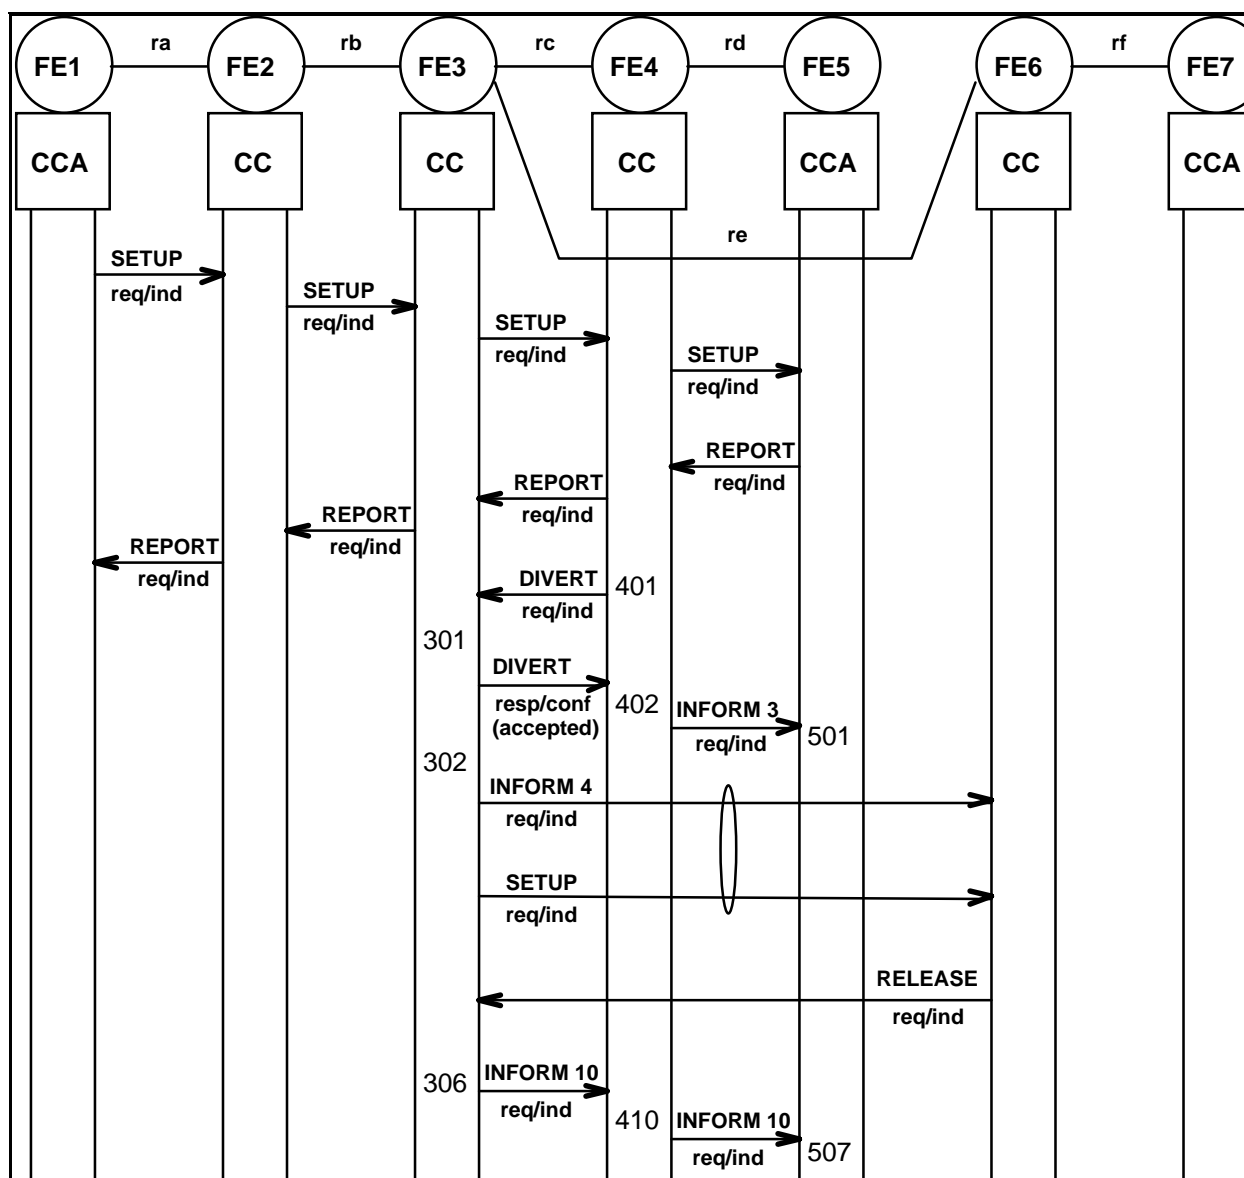 ra rb rc rd rf
FE1 FE2 FE3 FE4 FE5 FE6 FE7
CCA CC CC CC CCA CC CCA
re
SETUP
req/ind
SETUP
req/ind
SETUP
req/ind
SETUP
req/ind
REPORT
req/ind
REPORT
req/ind
REPORT
req/ind
REPORT
req/ind
DIVERT 401
req/ind
301
DIVERT
resp/conf 402
(accepted)
INFORM 3
req/ind 501
302
INFORM 4
req/ind
SETUP
req/ind
RELEASE
req/ind
306 INFORM 10
req/ind
410 INFORM 10
req/ind 507